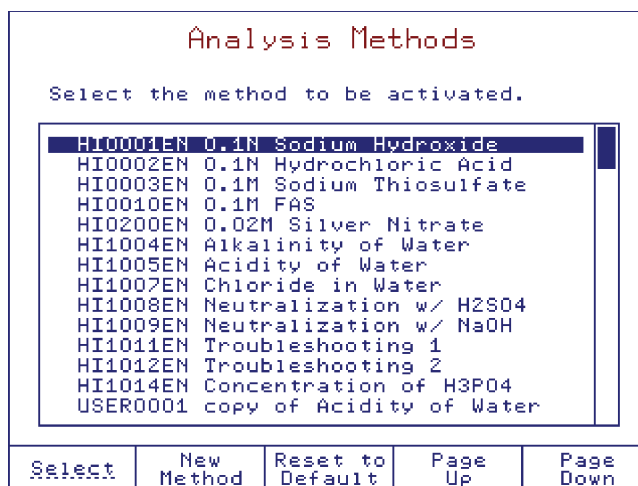 Analysis Methods
Select the method to be activated.
HI0001EN 0.1N Sodium Hydroxide
HI0002EN 0.1N Hydrochloric Acid
HI0003EN 0.1M Sodium Thiosulfate
HI0010EN 0.1M FAS
HI0200EN 0.02M Silver Nitrate
HI1004EN Alkalinity of Water
HI1005EN Acidity of Water
HI1007EN Chloride in Water
HI1008EN Neutralization w/ H2SO4
HI1009EN Neutralization w/ NaOH
HI1011EN Troubleshooting 1
HI1012EN Troubleshooting 2
HI1014EN Concentration of H3PO4
USER0001 copy of Acidity of Water
Select
New Method
Reset to Default
Page Up
Page Down